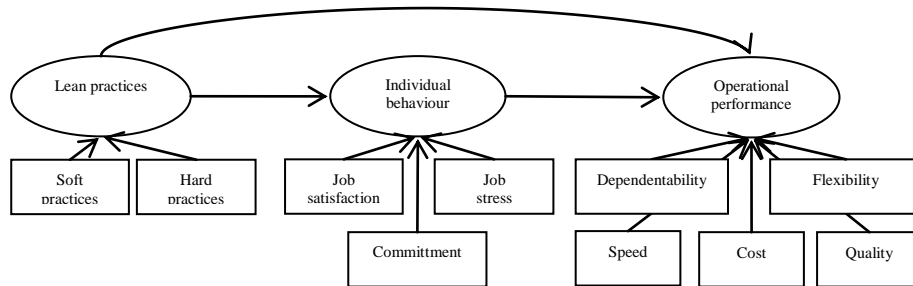 Lean practices
Individual
behaviour
Operational
performance
Soft
practices
Hard
practices
Job
satisfaction
Job
stress
Committment
Dependentability
Flexibility
Speed
Cost
Quality